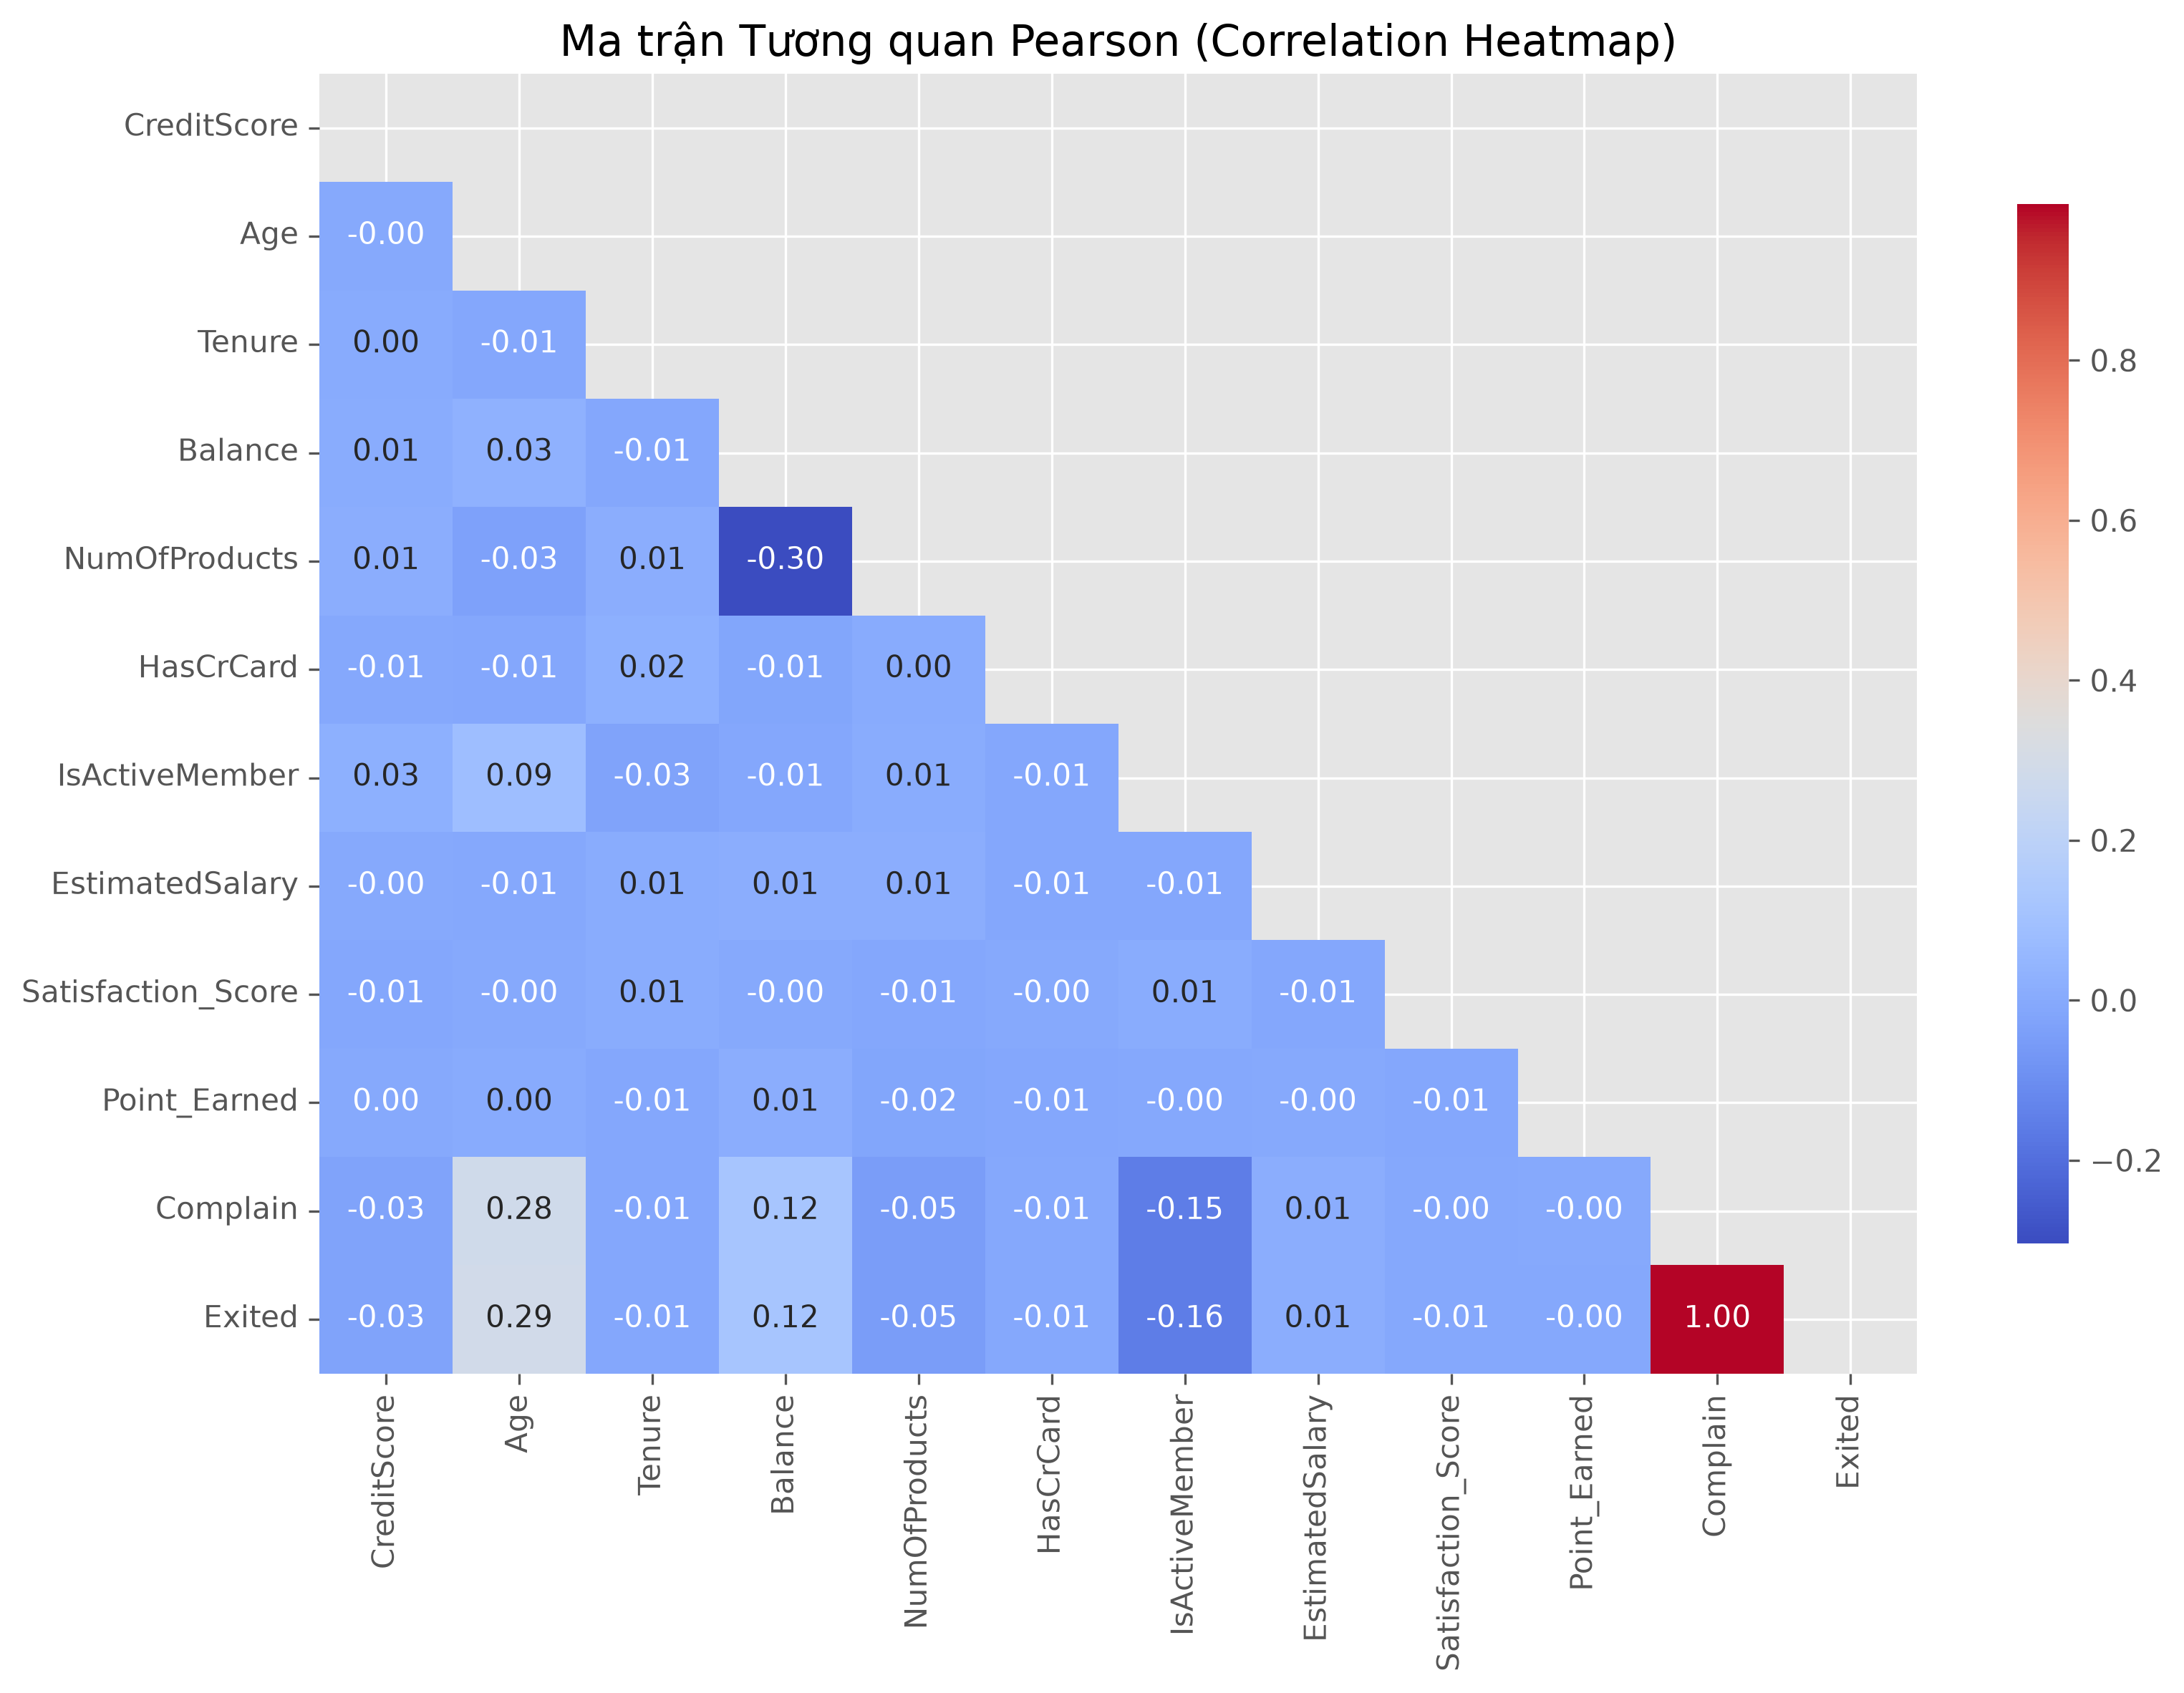 Ma trận Tương quan Pearson (Correlation Heatmap)
CreditScore
Age -0.00
Tenure 0.00 -0.01
Balance 0.01 0.03 -0.01
NumOfProducts 0.01 -0.03 0.01 -0.30
HasCrCard -0.01 -0.01 0.02 -0.01 0.00
IsActiveMember 0.03 0.09 -0.03 -0.01 0.01 -0.01
EstimatedSalary -0.00 -0.01 0.01 0.01 0.01 -0.01 -0.01
Satisfaction_Score -0.01 -0.00 0.01 -0.00 -0.01 -0.00 0.01 -0.01
Point_Earned 0.00 0.00 -0.01 0.01 -0.02 -0.01 -0.00 -0.00 -0.01
Complain -0.03 0.28 -0.01 0.12 -0.05 -0.01 -0.15 0.01 -0.00 -0.00
Exited -0.03 0.29 -0.01 0.12 -0.05 -0.01 -0.16 0.01 -0.01 -0.00 1.00
CreditScore
Age
Tenure
Balance
NumOfProducts
HasCrCard
IsActiveMember
EstimatedSalary
Satisfaction_Score
Point_Earned
Complain
Exited
0.8
0.6
0.4
0.2
0.0
−0.2